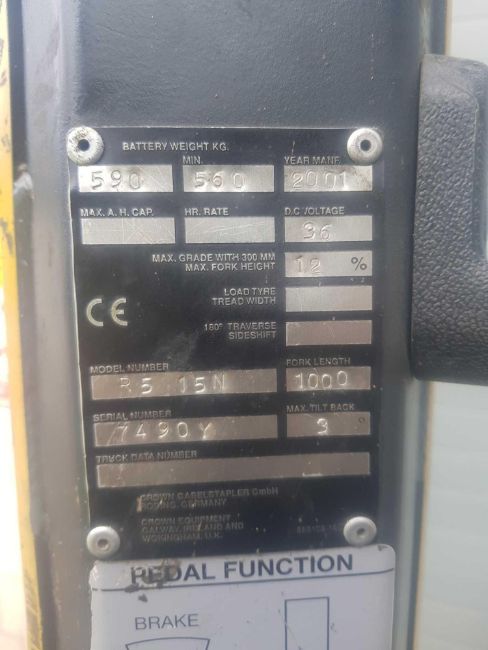 BATTERY WEIGHT KG.
MIN. YEAR MANF.
590 560 2001
MAX. A. H. CAP. HR. RATE D.C. VOLTAGE
36
MAX. GRADE WITH 300 MM
MAX. FORK HEIGHT 12 %
LOAD TYRE
TREAD WIDTH
180° TRAVERSE
SIDESHIFT
CE
MODEL NUMBER FORK LENGTH
R5 15N 1000
SERIAL NUMBER MAX. TILT BACK
7490Y 3 °
TRUCK DATA NUMBER
CROWN GABELSTAPLER GmbH
RODING, GERMANY
CROWN EQUIPMENT
GALWAY, IRELAND AND
WOKINGHAM, U.K.
PEDAL FUNCTION
BRAKE